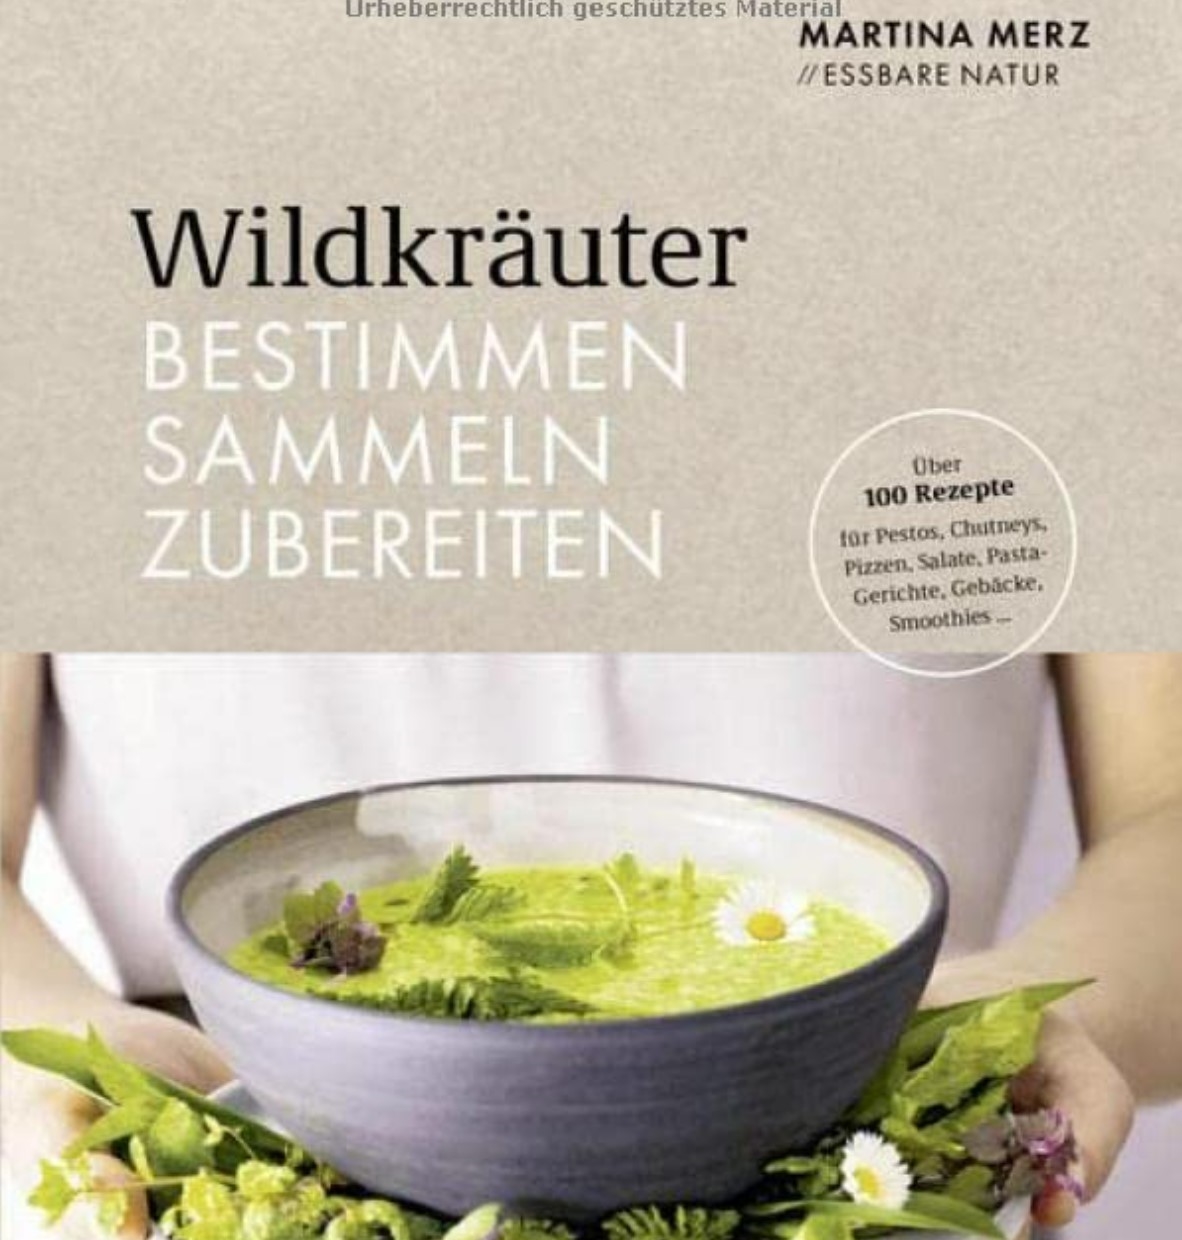 Urheberrechtlich geschütztes Material
MARTINA MERZ
//ESSBARE NATUR
Wildkräuter
BESTIMMEN
SAMMELN
ZUBEREITEN
Über
100 Rezepte
für Pestos, Chutneys,
Pizzen, Salate, Pasta-
Gerichte, Gebäcke,
Smoothies ...